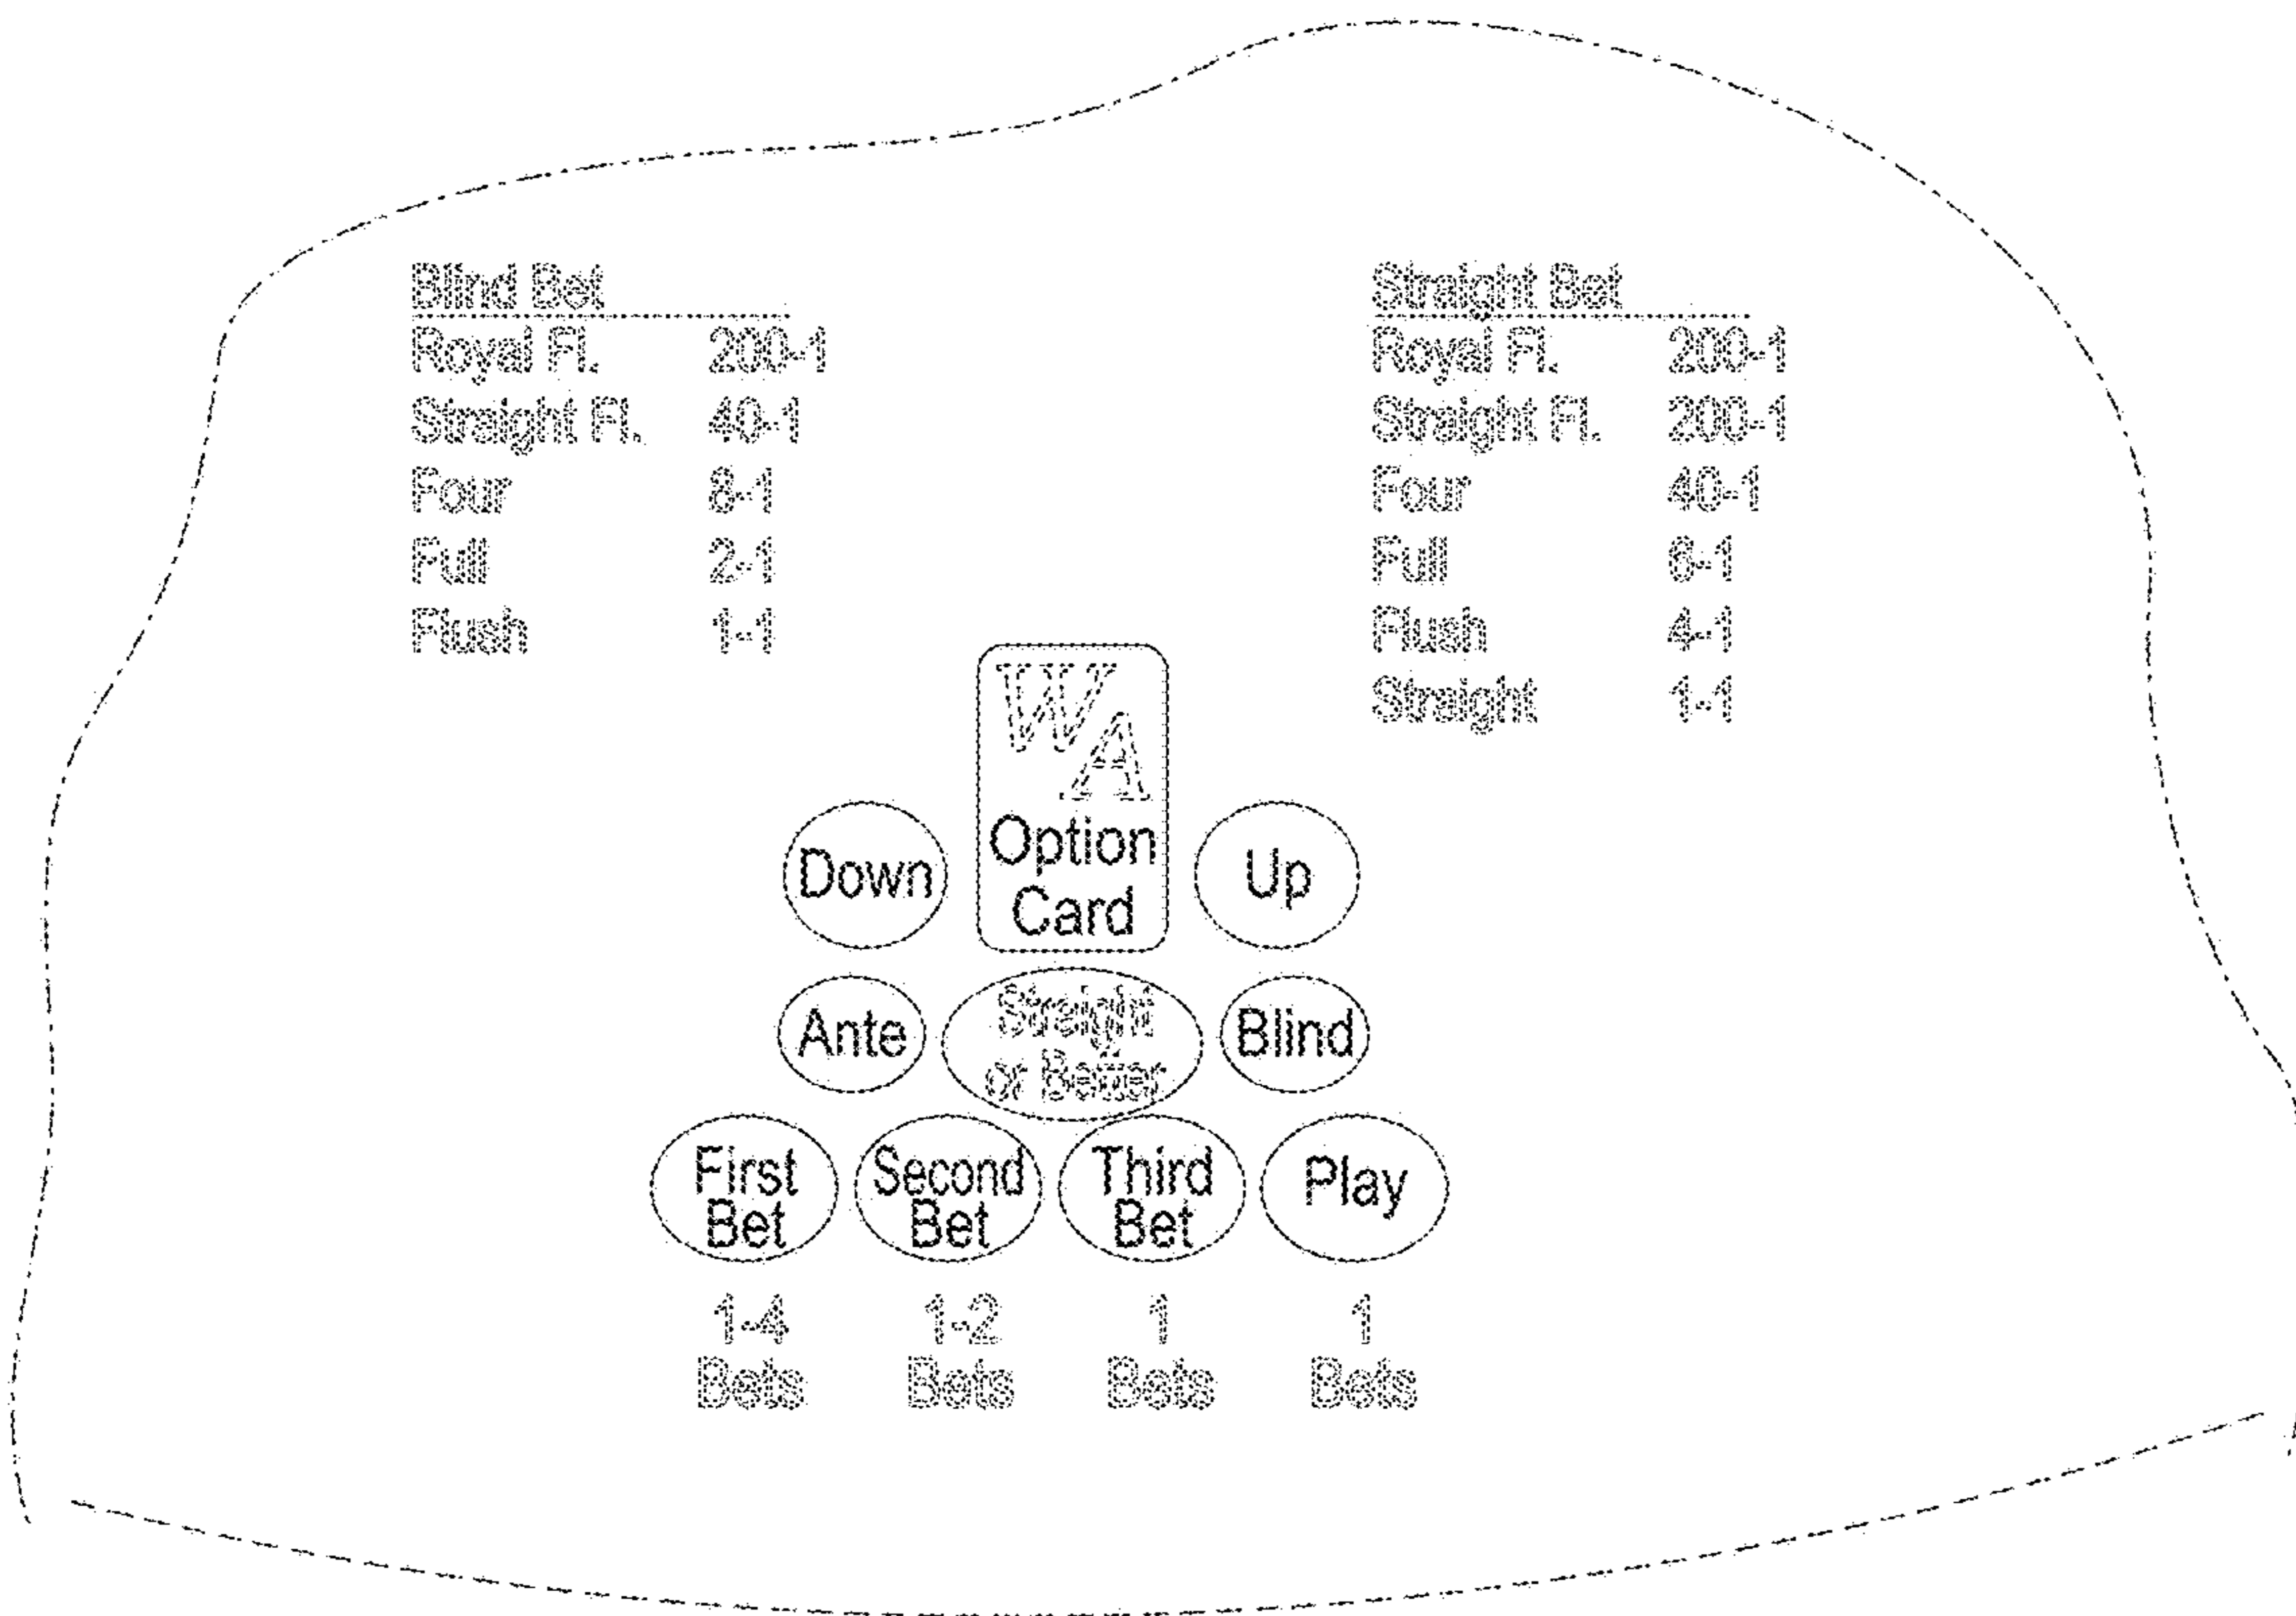 Blind Bet
Royal Fl. 200-1
Straight Fl. 40-1
Four 8-1
Full 2-1
Flush 1-1
Straight Bet
Royal Fl. 200-1
Straight Fl. 200-1
Four 40-1
Full 6-1
Flush 4-1
Straight 1-1
WA
Option
Card
Down
Up
Ante
Straight
or Better
Blind
First
Bet
Second
Bet
Third
Bet
Play
1-4
Bets
1-2
Bets
1
Bets
1
Bets